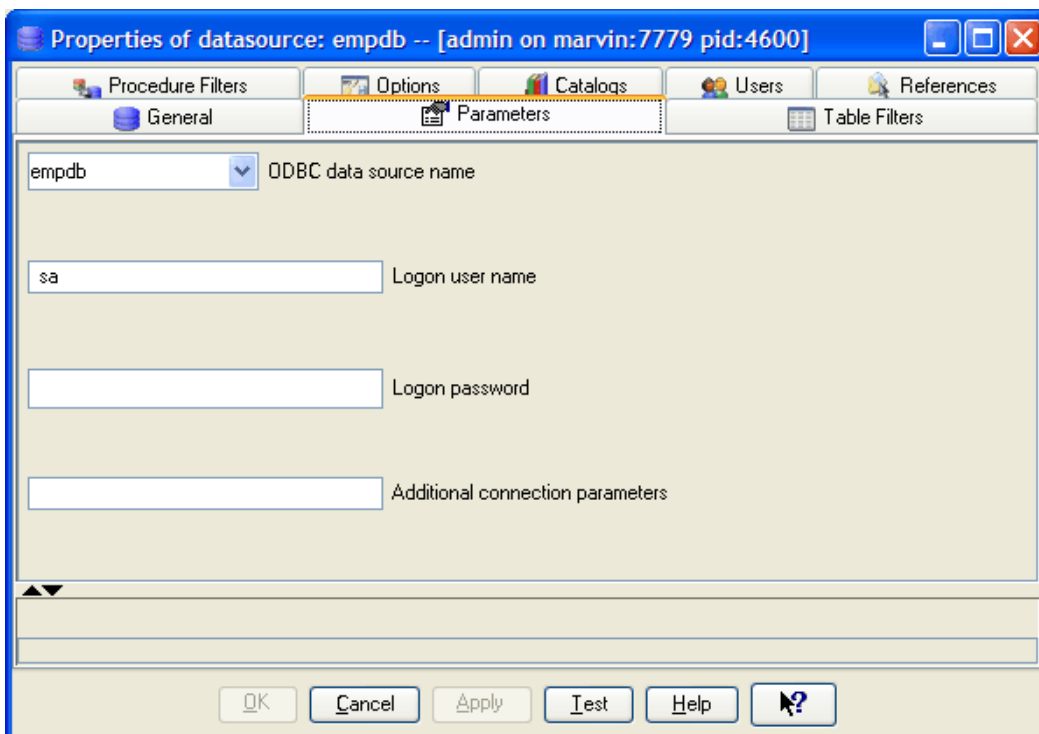 Properties of datasource: empdb -- [admin on marvin:7779 pid:4600]
Procedure Filters Options Catalogs Users References
General Parameters Table Filters
empdb ODBC data source name
sa Logon user name
Logon password
Additional connection parameters
OK Cancel Apply Test Help ?